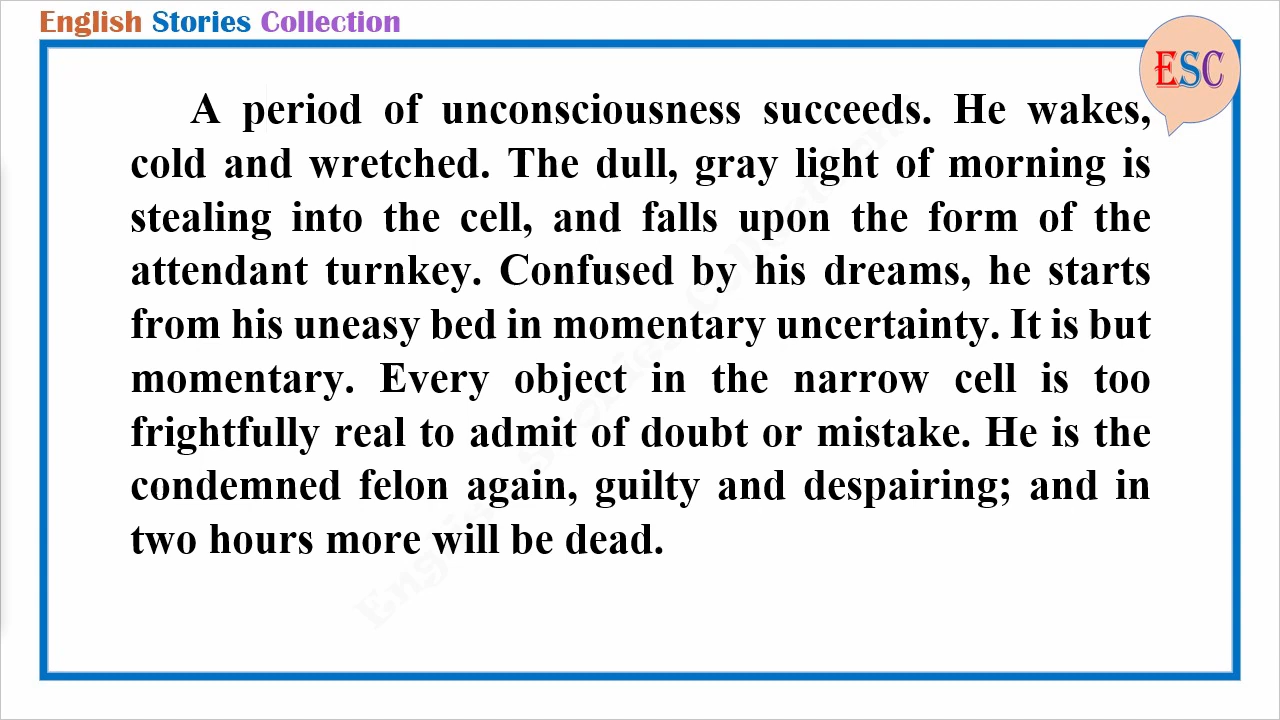 English Stories Collection
ESC
A period of unconsciousness succeeds. He wakes,
cold and wretched. The dull, gray light of morning is
stealing into the cell, and falls upon the form of the
attendant turnkey. Confused by his dreams, he starts
from his uneasy bed in momentary uncertainty. It is but
momentary. Every object in the narrow cell is too
frightfully real to admit of doubt or mistake. He is the
condemned felon again, guilty and despairing; and in
two hours more will be dead.
English Stories Collection